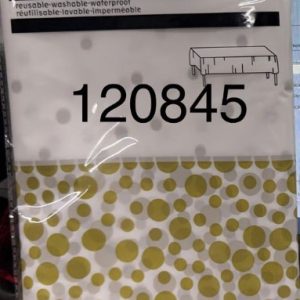 reusable-washable-waterproof
réutilisable-lavable-imperméable
120845